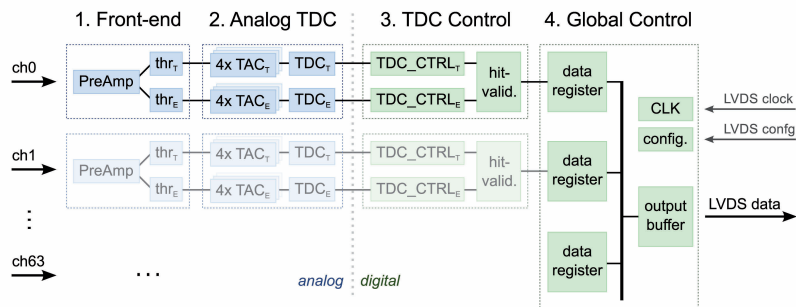 1. Front-end 2. Analog TDC 3. TDC Control 4. Global Control
ch0
PreAmp
thrT
thrE
4x TACT
TDCT
4x TACE
TDCE
TDC_CTRLT
TDC_CTRLE
hit-
valid.
data
register
CLK
LVDS clock
config.
LVDS confg
ch1
PreAmp
thrT
thrE
4x TACT
TDCT
4x TACE
TDCE
TDC_CTRLT
TDC_CTRLE
hit-
valid.
data
register
output
buffer
LVDS data
ch63
...
analog digital
data
register